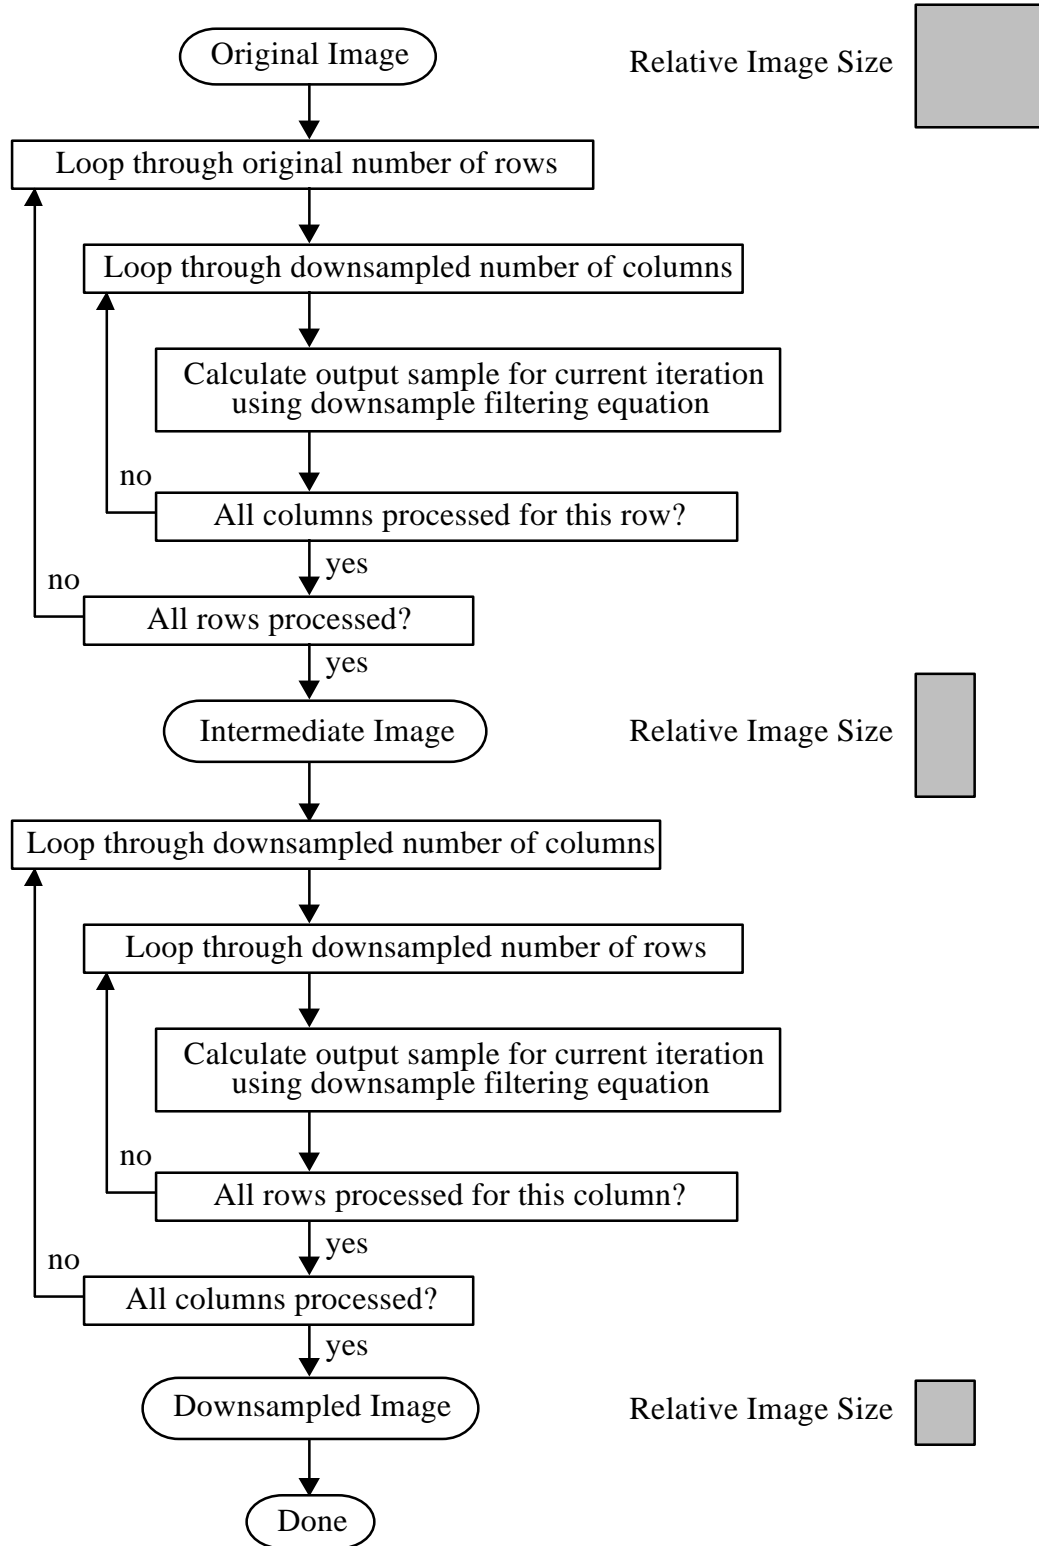 Original Image
Relative Image Size
Loop through original number of rows
Loop through downsampled number of columns
Calculate output sample for current iteration
using downsample filtering equation
no
All columns processed for this row?
yes
no
All rows processed?
yes
Intermediate Image
Relative Image Size
Loop through downsampled number of columns
Loop through downsampled number of rows
Calculate output sample for current iteration
using downsample filtering equation
no
All rows processed for this column?
yes
no
All columns processed?
yes
Downsampled Image
Relative Image Size
Done